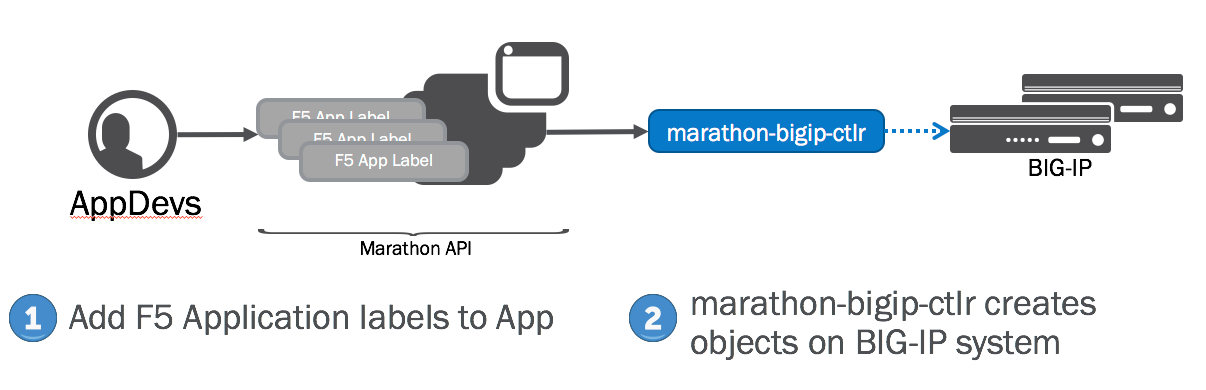 F5 App Label
F5 App Label
F5 App Label
marathon-bigip-ctlr
BIG-IP
AppDevs
Marathon API
1 Add F5 Application labels to App
2 marathon-bigip-ctlr creates
objects on BIG-IP system